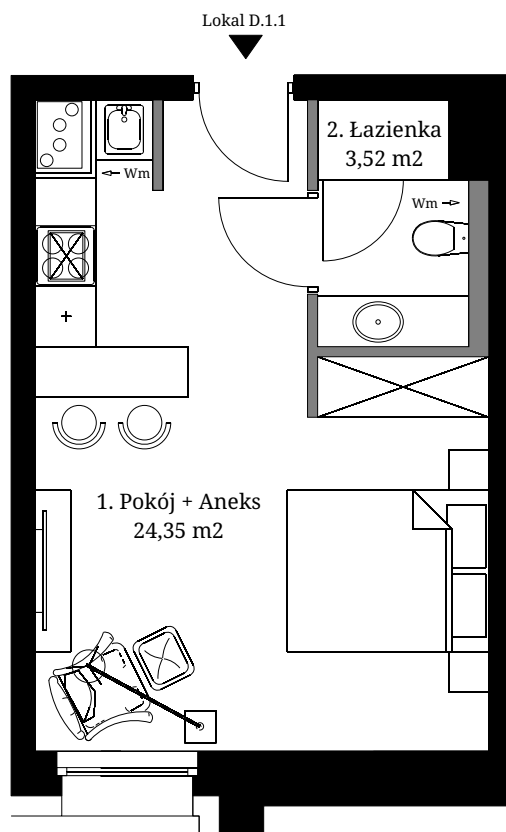 Lokal D.1.1
2. Łazienka
3,52 m2
Wm
Wm
1. Pokój + Aneks
24,35 m2